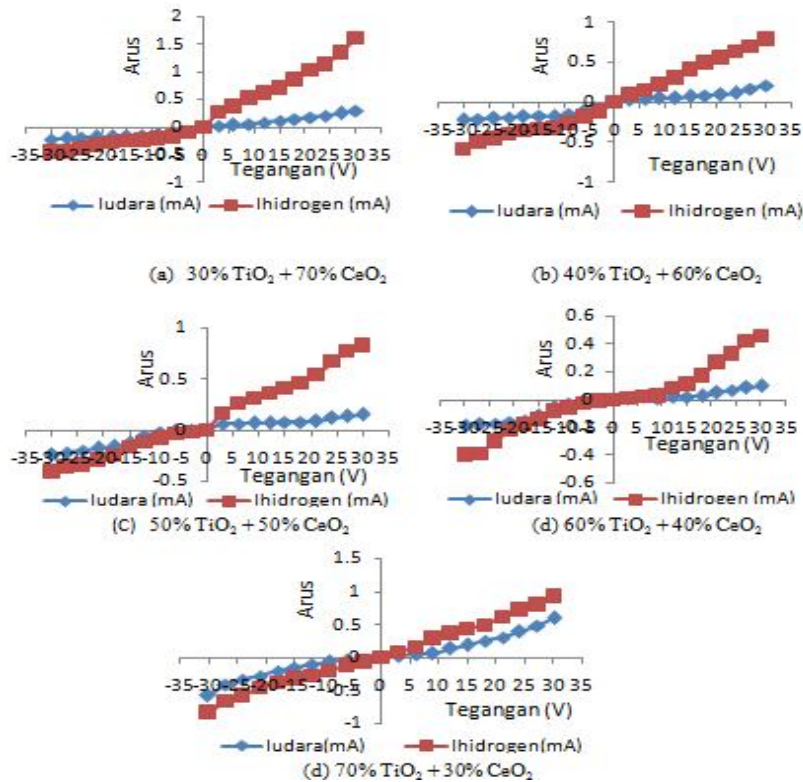 Arus
2
1.5
1
0.5
0
-0.5
-1
-35 -30 -25 -20 -15 -10 -5 0 5 10 15 20 25 30 35
Tegangan (V)
Iudara (mA) Ihidrogen (mA)
(a) 30% TiO₂ + 70% CeO₂
Arus
1
0.5
0
-0.5
-1
-35 -30 -25 -20 -15 -10 -5 0 5 10 15 20 25 30 35
Tegangan (V)
Iudara (mA) Ihidrogen (mA)
(b) 40% TiO₂ + 60% CeO₂
Arus
1
0.5
0
-0.5
-35 -30 -25 -20 -15 -10 -5 0 5 10 15 20 25 30 35
Tegangan (V)
Iudara (mA) Ihidrogen (mA)
(c) 50% TiO₂ + 50% CeO₂
Arus
0.6
0.4
0.2
0
-0.2
-0.4
-0.6
-35 -30 -25 -20 -15 -10 -5 0 5 10 15 20 25 30 35
Tegangan (V)
Iudara (mA) Ihidrogen (mA)
(d) 60% TiO₂ + 40% CeO₂
Arus
1.5
1
0.5
0
-0.5
-1
-35 -30 -25 -20 -15 -10 -5 0 5 10 15 20 25 30 35
Tegangan (V)
Iudara(mA) Ihidrogen (mA)
(d) 70% TiO₂ + 30% CeO₂